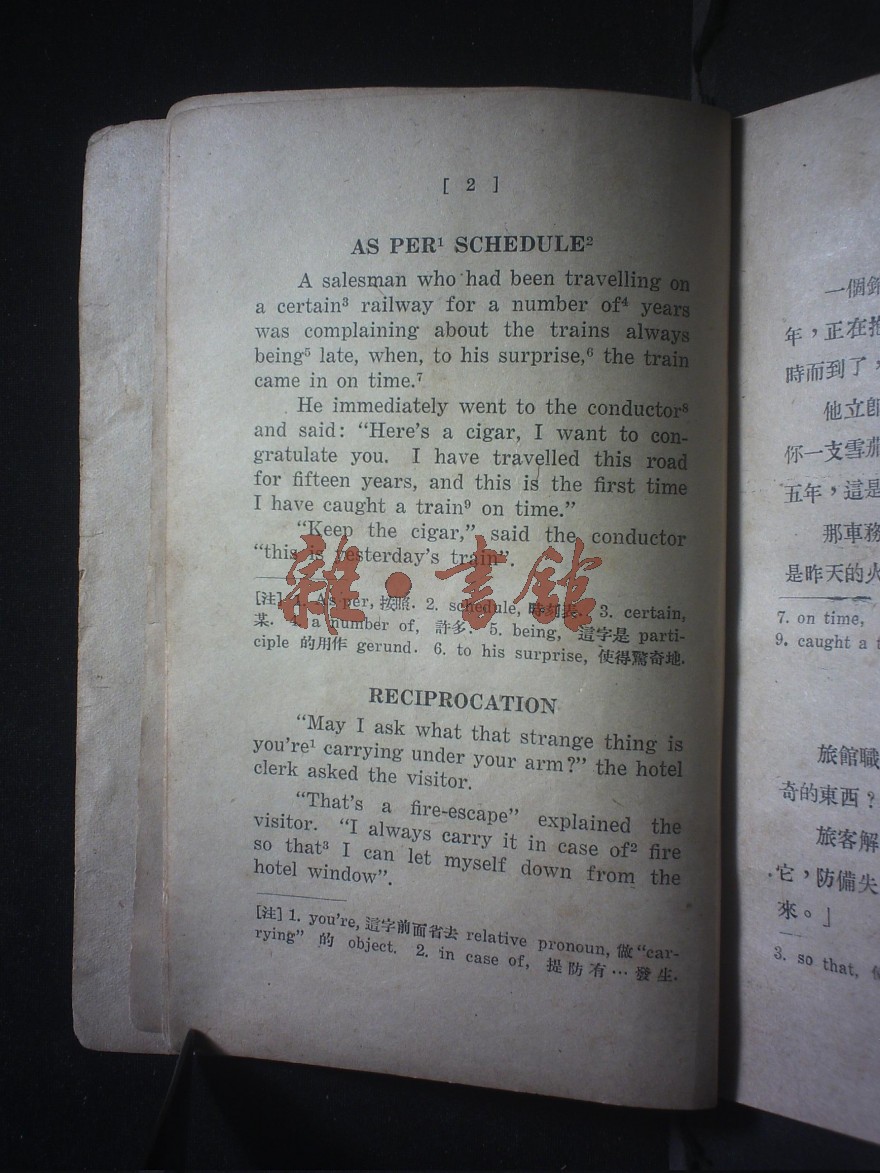 [ 2 ]
AS PER¹ SCHEDULE²
A salesman who had been travelling on
a certain³ railway for a number of⁴ years
was complaining about the trains always
being⁵ late, when, to his surprise,⁶ the train
came in on time.⁷
He immediately went to the conductor⁸
and said: “Here's a cigar, I want to con-
gratulate you. I have travelled this road
for fifteen years, and this is the first time
I have caught a train⁹ on time.”
“Keep the cigar,” said the conductor
“this is yesterday's train”.
[注] 1. As per, 按照. 2. schedule, 時刻表. 3. certain,
某. 4. a number of, 許多. 5. being, 這字是 parti-
ciple 的用作 gerund. 6. to his surprise, 使得驚奇地.
RECIPROCATION
“May I ask what that strange thing is
you're¹ carrying under your arm?” the hotel
clerk asked the visitor.
“That's a fire-escape” explained the
visitor. “I always carry it in case of² fire
so that³ I can let myself down from the
hotel window”.
[注] 1. you're, 這字前面省去 relative pronoun, 做 “car-
rying” 的 object. 2. in case of, 提防有…發生.
雜·書館
一個
年，正在
時而到了，
他立卽
你一支雪茄
五年，這是
那車務
是昨天的火
7. on time,
9. caught a
旅館職
奇的東西？
旅客解
它，防備失
來。」
3. so that,